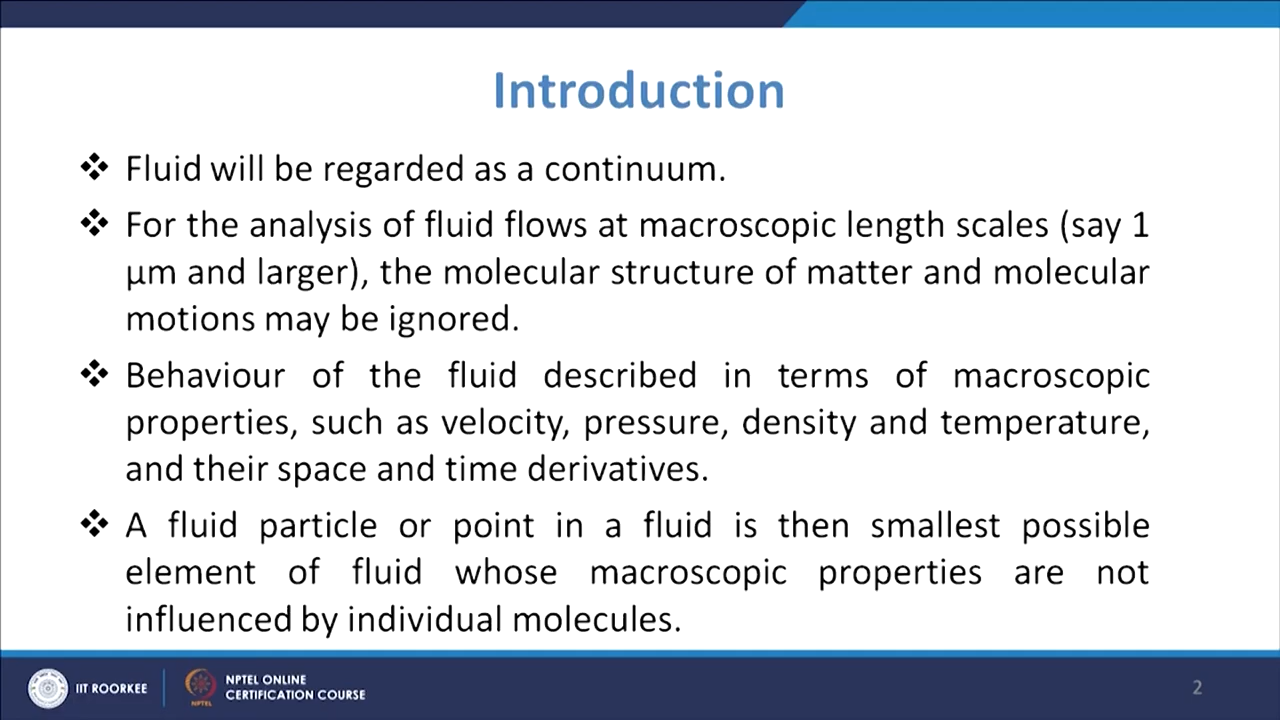 Introduction
❖ Fluid will be regarded as a continuum.
❖ For the analysis of fluid flows at macroscopic length scales (say 1
μm and larger), the molecular structure of matter and molecular
motions may be ignored.
❖ Behaviour of the fluid described in terms of macroscopic
properties, such as velocity, pressure, density and temperature,
and their space and time derivatives.
❖ A fluid particle or point in a fluid is then smallest possible
element of fluid whose macroscopic properties are not
influenced by individual molecules.
IIT ROORKEE
NPTEL
NPTEL ONLINE
CERTIFICATION COURSE
2